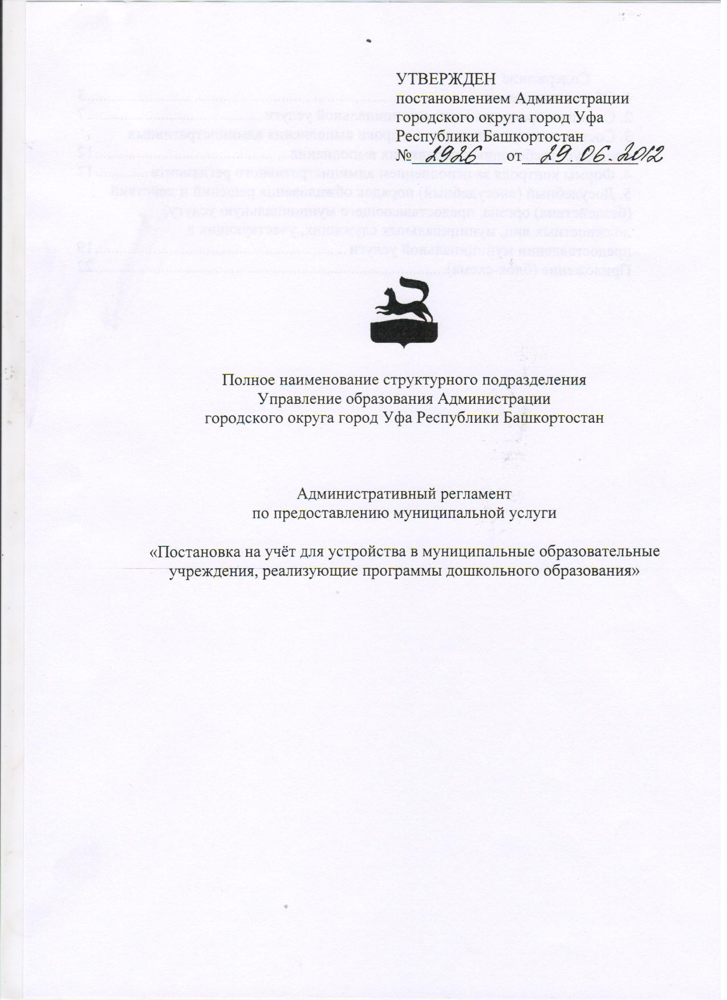 УТВЕРЖДЕН
постановлением Администрации
городского округа город Уфа
Республики Башкортостан
№ 2926 от 29.06.2012
Полное наименование структурного подразделения
Управление образования Администрации
городского округа город Уфа Республики Башкортостан
Административный регламент
по предоставлению муниципальной услуги
«Постановка на учёт для устройства в муниципальные образовательные
учреждения, реализующие программы дошкольного образования»